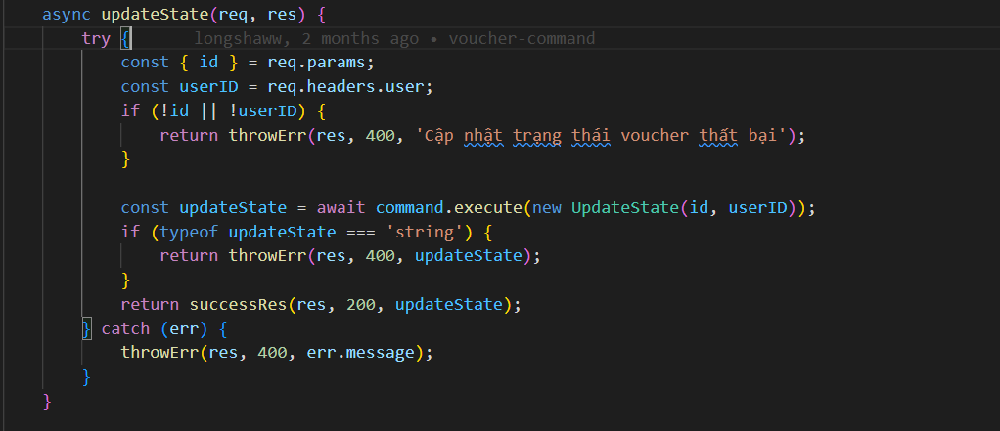 async updateState(req, res) {
try { longshaww, 2 months ago • voucher-command
const { id } = req.params;
const userID = req.headers.user;
if (!id || !userID) {
return throwErr(res, 400, 'Cập nhật trạng thái voucher thất bại');
}
const updateState = await command.execute(new UpdateState(id, userID));
if (typeof updateState === 'string') {
return throwErr(res, 400, updateState);
}
return successRes(res, 200, updateState);
} catch (err) {
throwErr(res, 400, err.message);
}
}